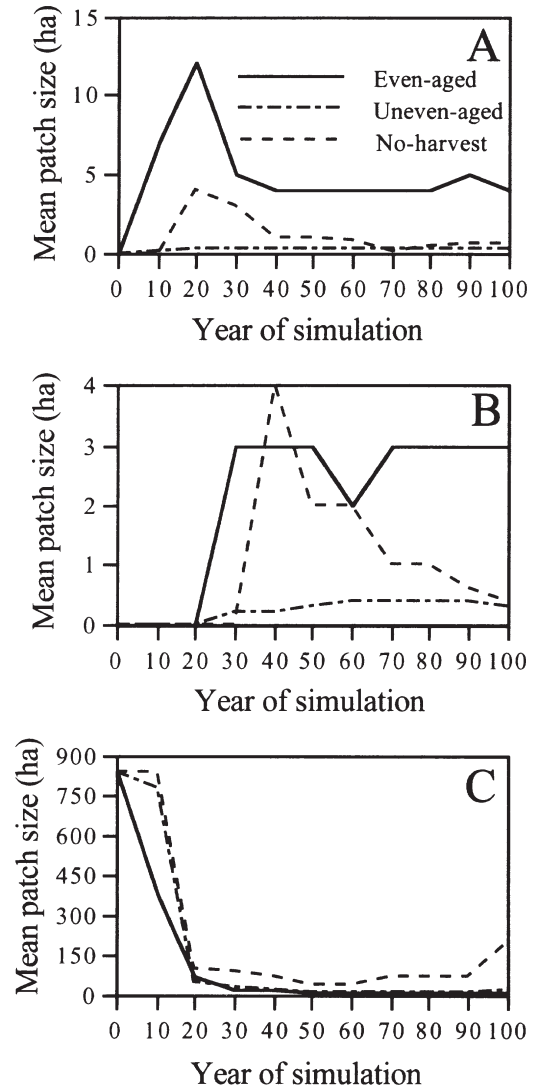 15
A
Mean patch size (ha)
Even-aged
10
Uneven-aged
No-harvest
5
0
0 10 20 30 40 50 60 70 80 90 100
Year of simulation
4
B
Mean patch size (ha)
3
2
1
0
0 10 20 30 40 50 60 70 80 90 100
Year of simulation
900
C
Mean patch size (ha)
750
600
450
300
150
0
0 10 20 30 40 50 60 70 80 90 100
Year of simulation